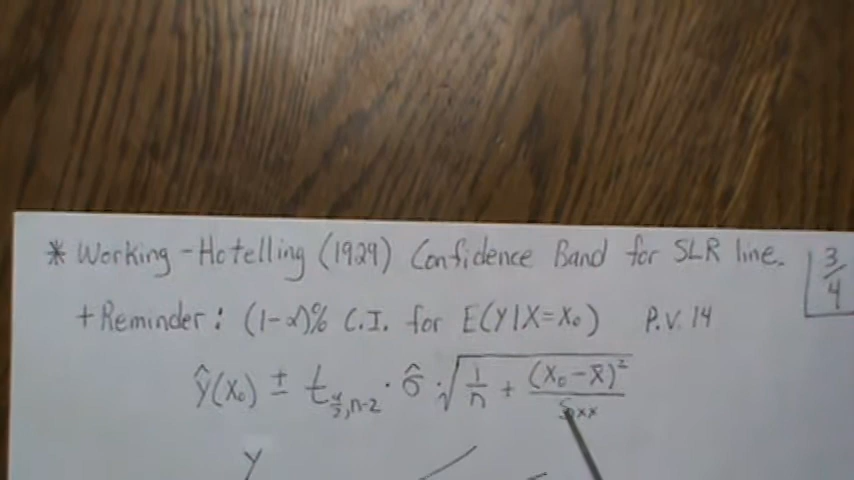 * Working-Hotelling (1929) Confidence Band for SLR line.
3/4
+ Reminder: (1-α)% C.I. for E(Y|X=x₀) P.V. 14
ŷ(x₀) ± t_{α/2, n-2} · σ̂ · √(1/n + (x₀ - x̄)²/Sxx)
Y